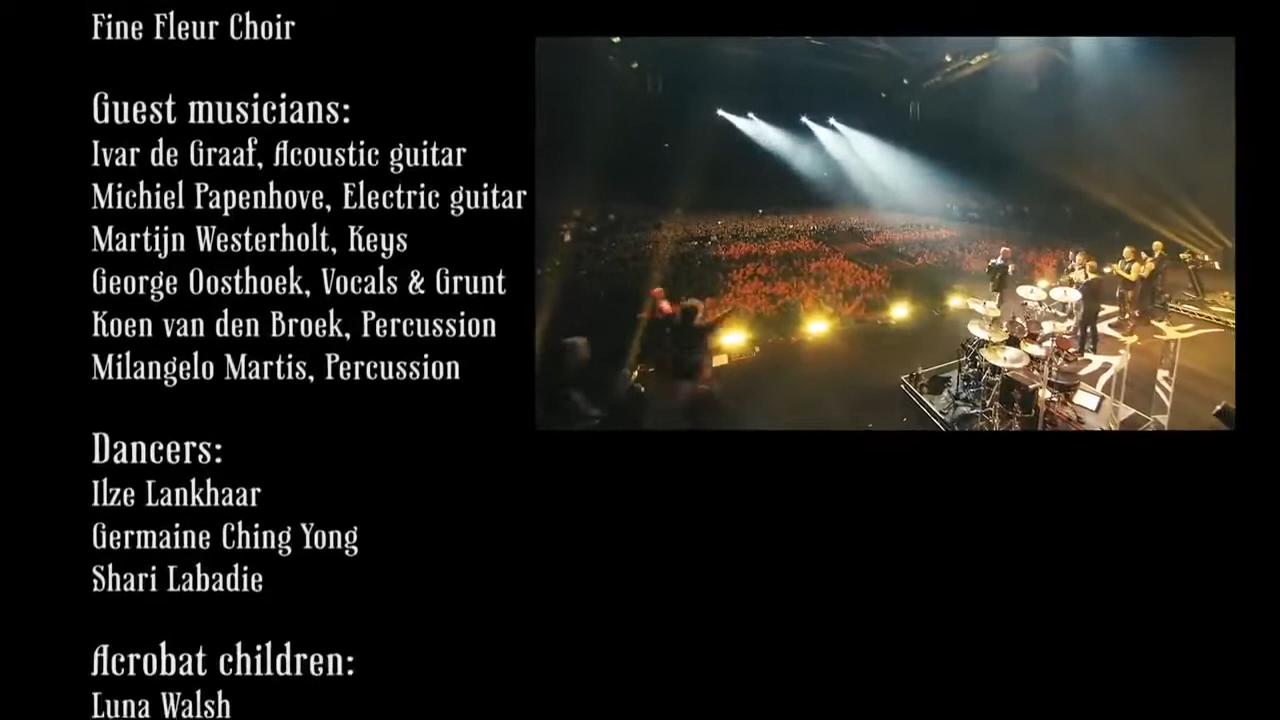 Fine Fleur Choir
Guest musicians:
Ivar de Graaf, Acoustic guitar
Michiel Papenhove, Electric guitar
Martijn Westerholt, Keys
George Oosthoek, Vocals & Grunt
Koen van den Broek, Percussion
Milangelo Martis, Percussion
Dancers:
Ilze Lankhaar
Germaine Ching Yong
Shari Labadie
Acrobat children:
Luna Walsh